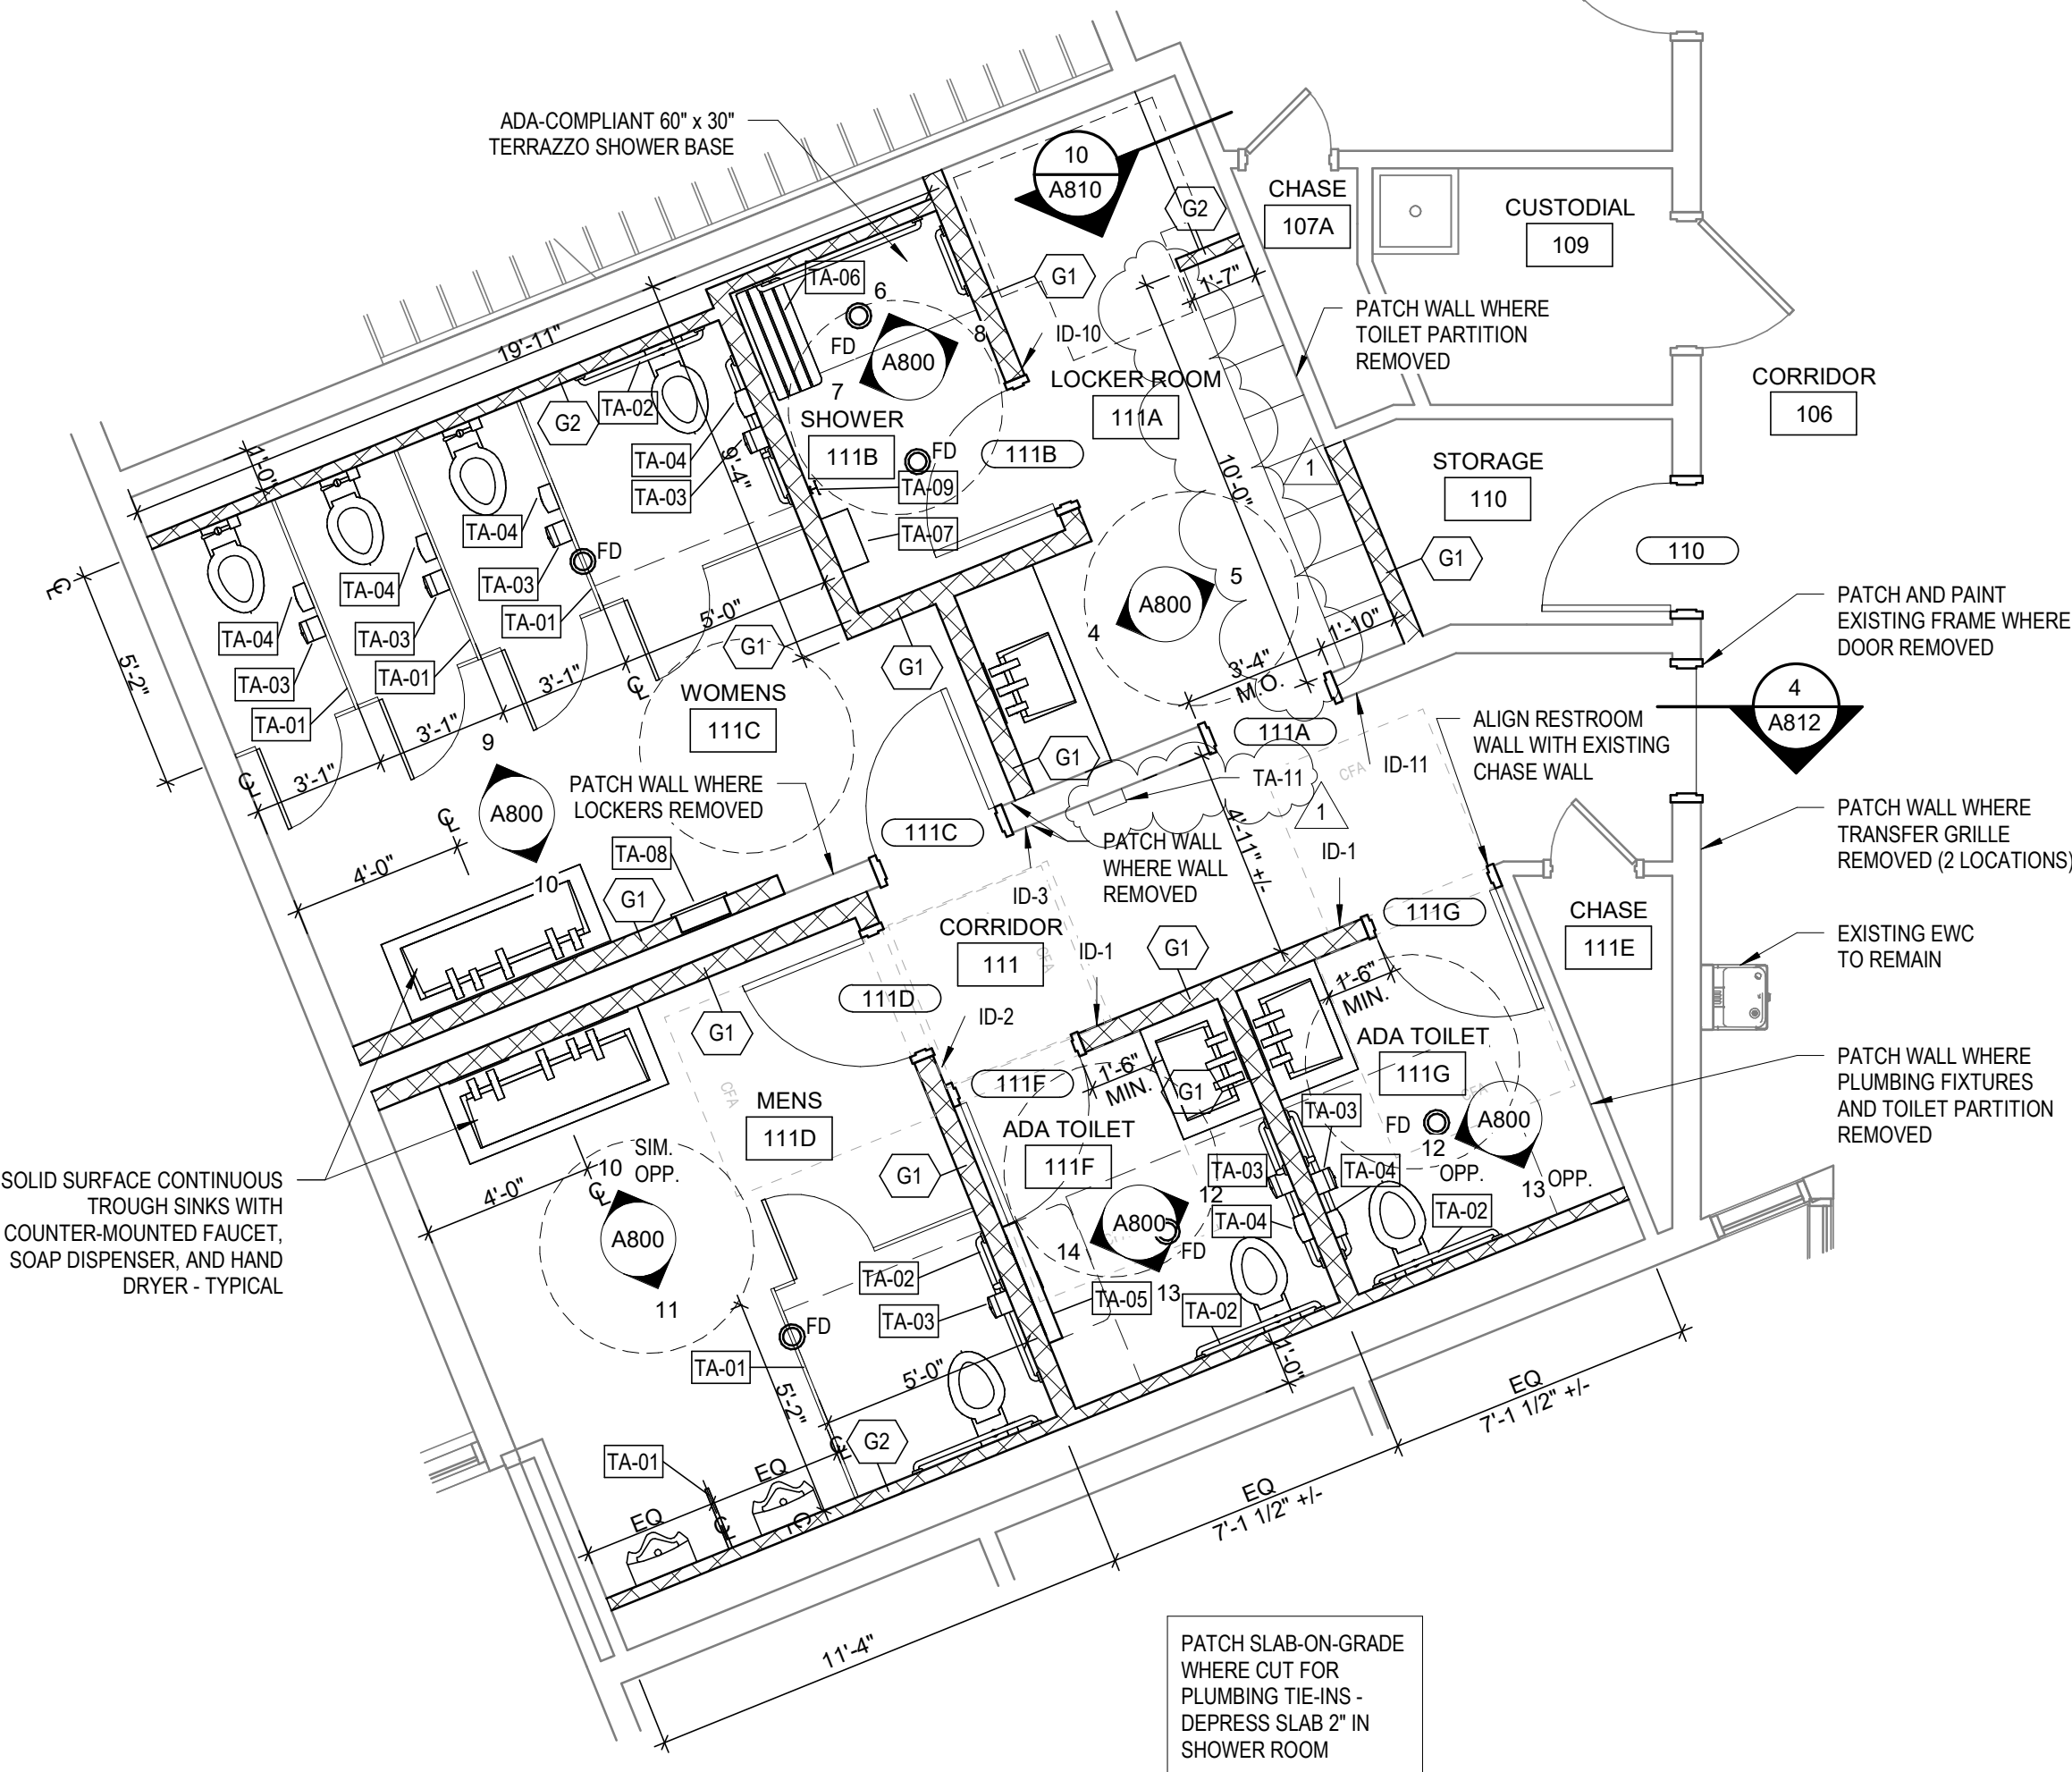 ADA-COMPLIANT 60" x 30"
TERRAZZO SHOWER BASE
10
A810
G2
CHASE
107A
CUSTODIAL
109
TA-06
6
FD
A800
8
7
G1
ID-10
1'-7"
PATCH WALL WHERE
TOILET PARTITION
REMOVED
CORRIDOR
106
19'-11"
LOCKER ROOM
111A
SHOWER
111B
111B
FD
TA-09
TA-07
TA-02
G2
TA-04
TA-03
9'-4"
1'-0"
TA-04
TA-03
TA-01
FD
TA-04
TA-03
TA-01
TA-04
TA-03
TA-01
5'-2"
3'-1"
3'-1"
3'-1"
5'-0"
G1
G1
10'-0"
1
STORAGE
110
110
G1
5
A800
4
1'-10"
3'-4"
M.O.
PATCH AND PAINT
EXISTING FRAME WHERE
DOOR REMOVED
4
A812
WOMENS
111C
9
A800
10
4'-0"
PATCH WALL WHERE
LOCKERS REMOVED
TA-08
G1
111C
G1
111A
TA-11
1
ID-11
CFA
ALIGN RESTROOM
WALL WITH EXISTING
CHASE WALL
PATCH WALL
WHERE WALL
REMOVED
4'-11" +/-
ID-1
ID-3
PATCH WALL WHERE
TRANSFER GRILLE
REMOVED (2 LOCATIONS)
CORRIDOR
111
CFA
ID-1
G1
111G
CHASE
111E
EXISTING EWC
TO REMAIN
111D
G1
ID-2
1'-6"
MIN.
ADA TOILET
111G
CFA
A800
12
OPP.
13
OPP.
FD
PATCH WALL WHERE
PLUMBING FIXTURES
AND TOILET PARTITION
REMOVED
CFA
MENS
111D
111F
1'-6"
MIN.
G1
ADA TOILET
111F
TA-03
TA-03
TA-04
TA-04
TA-02
12
A800
14
FD
TA-05
13
TA-02
G1
SOLID SURFACE CONTINUOUS
TROUGH SINKS WITH
COUNTER-MOUNTED FAUCET,
SOAP DISPENSER, AND HAND
DRYER - TYPICAL
4'-0"
10
SIM.
OPP.
A800
11
TA-02
TA-03
FD
TA-01
5'-0"
5'-2"
1'-0"
G2
TA-01
EQ
EQ
EQ
7'-1 1/2" +/-
EQ
7'-1 1/2" +/-
11'-4"
PATCH SLAB-ON-GRADE
WHERE CUT FOR
PLUMBING TIE-INS -
DEPRESS SLAB 2" IN
SHOWER ROOM